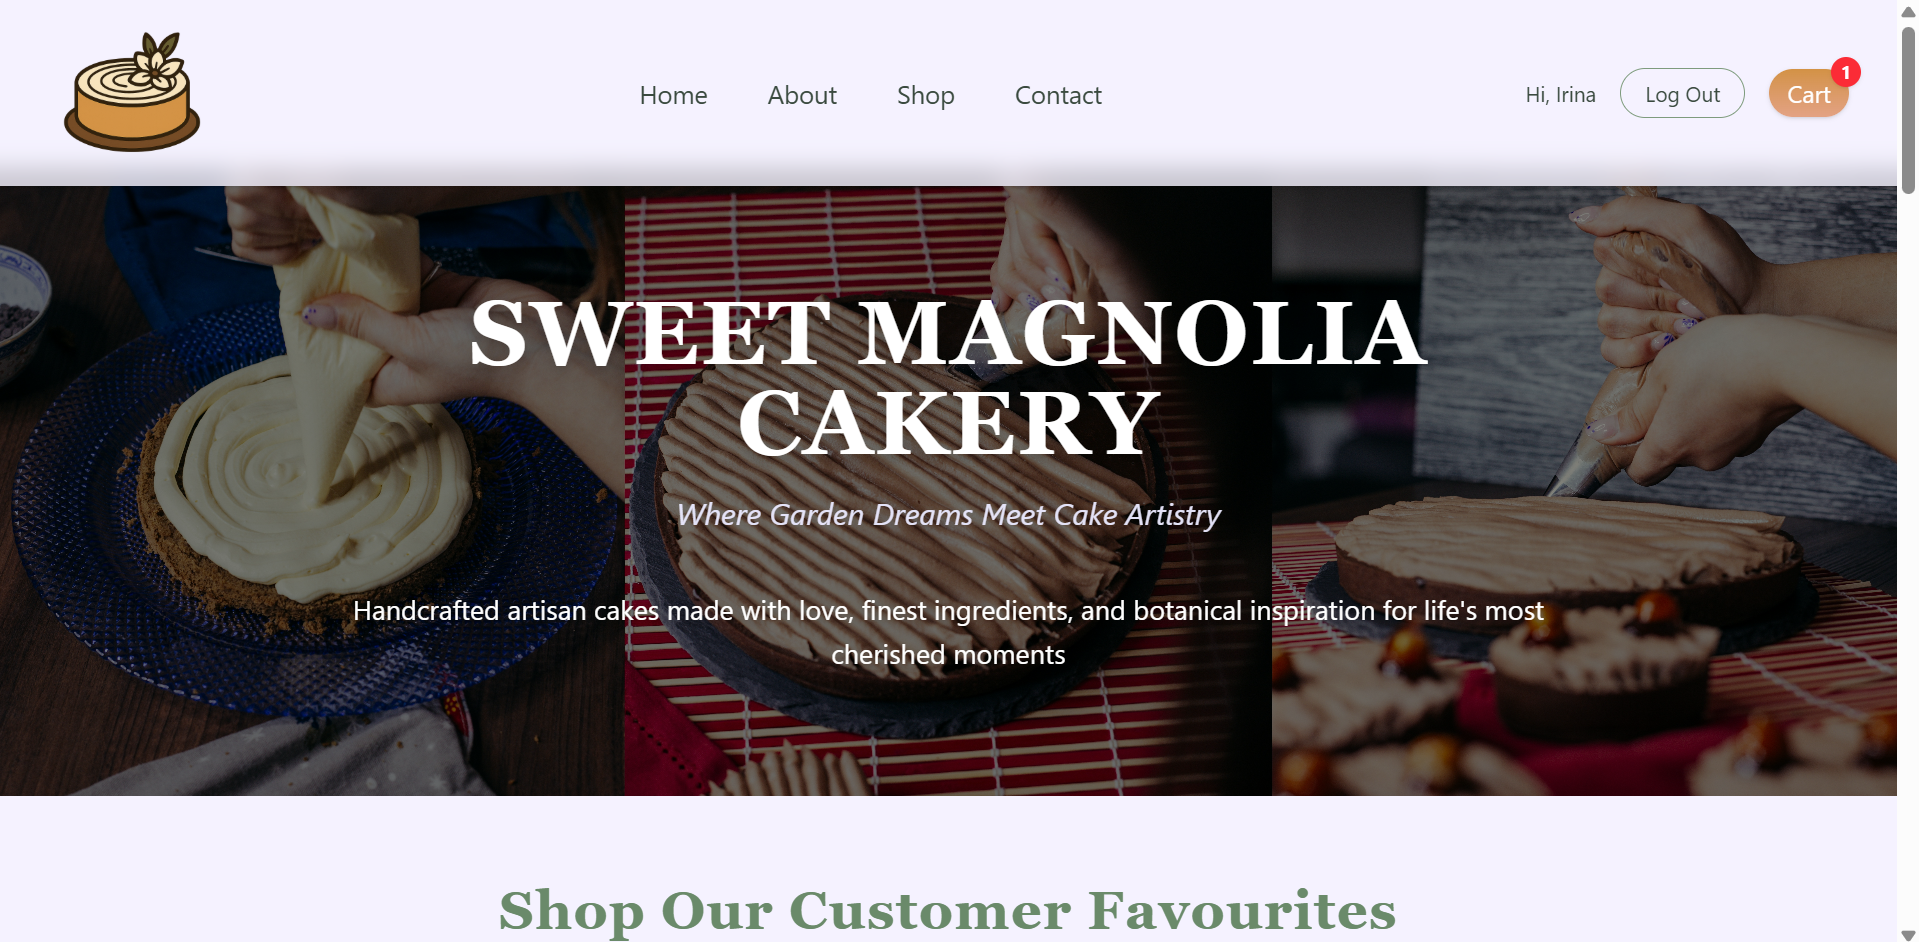 Home
About
Shop
Contact
Hi, Irina
Log Out
Cart
1
SWEET MAGNOLIA
CAKERY
Where Garden Dreams Meet Cake Artistry
Handcrafted artisan cakes made with love, finest ingredients, and botanical inspiration for life's most
cherished moments
Shop Our Customer Favourites